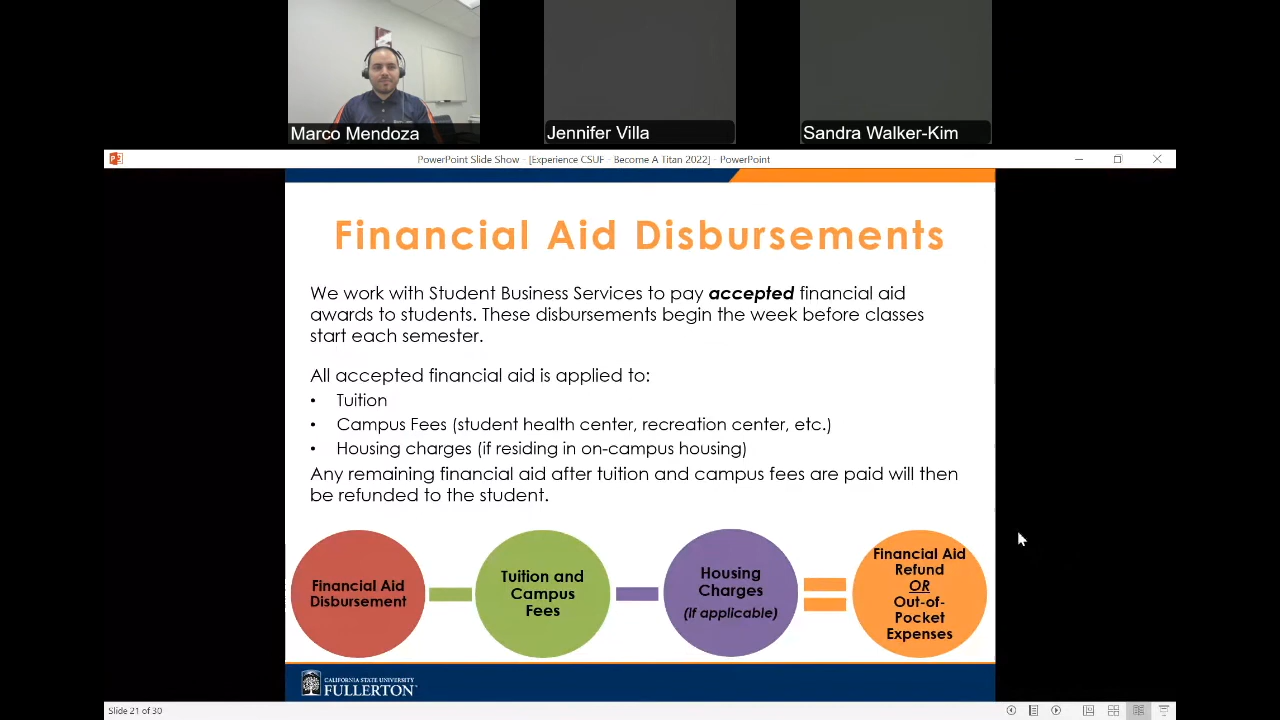 Marco Mendoza
Jennifer Villa
Sandra Walker-Kim
PowerPoint Slide Show - [Experience CSUF - Become A Titan 2022] - PowerPoint
Financial Aid Disbursements
We work with Student Business Services to pay accepted financial aid
awards to students. These disbursements begin the week before classes
start each semester.
All accepted financial aid is applied to:
• Tuition
• Campus Fees (student health center, recreation center, etc.)
• Housing charges (if residing in on-campus housing)
Any remaining financial aid after tuition and campus fees are paid will then
be refunded to the student.
Financial Aid
Disbursement
Tuition and
Campus
Fees
Housing
Charges
(if applicable)
Financial Aid
Refund
OR
Out-of-
Pocket
Expenses
CALIFORNIA STATE UNIVERSITY
FULLERTON
Slide 21 of 30